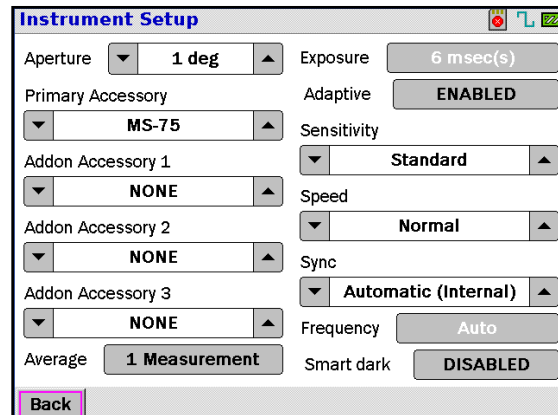 Instrument Setup
Aperture 1 deg
Primary Accessory
MS-75
Addon Accessory 1
NONE
Addon Accessory 2
NONE
Addon Accessory 3
NONE
Average 1 Measurement
Exposure 6 msec(s)
Adaptive ENABLED
Sensitivity
Standard
Speed
Normal
Sync
Automatic (Internal)
Frequency Auto
Smart dark DISABLED
Back